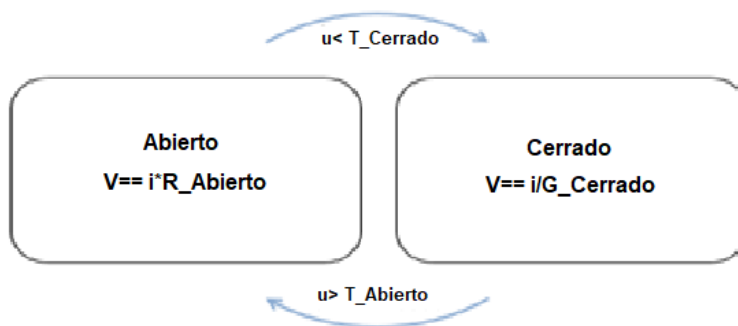 u< T_Cerrado
Abierto
V== i*R_Abierto
Cerrado
V== i/G_Cerrado
u> T_Abierto